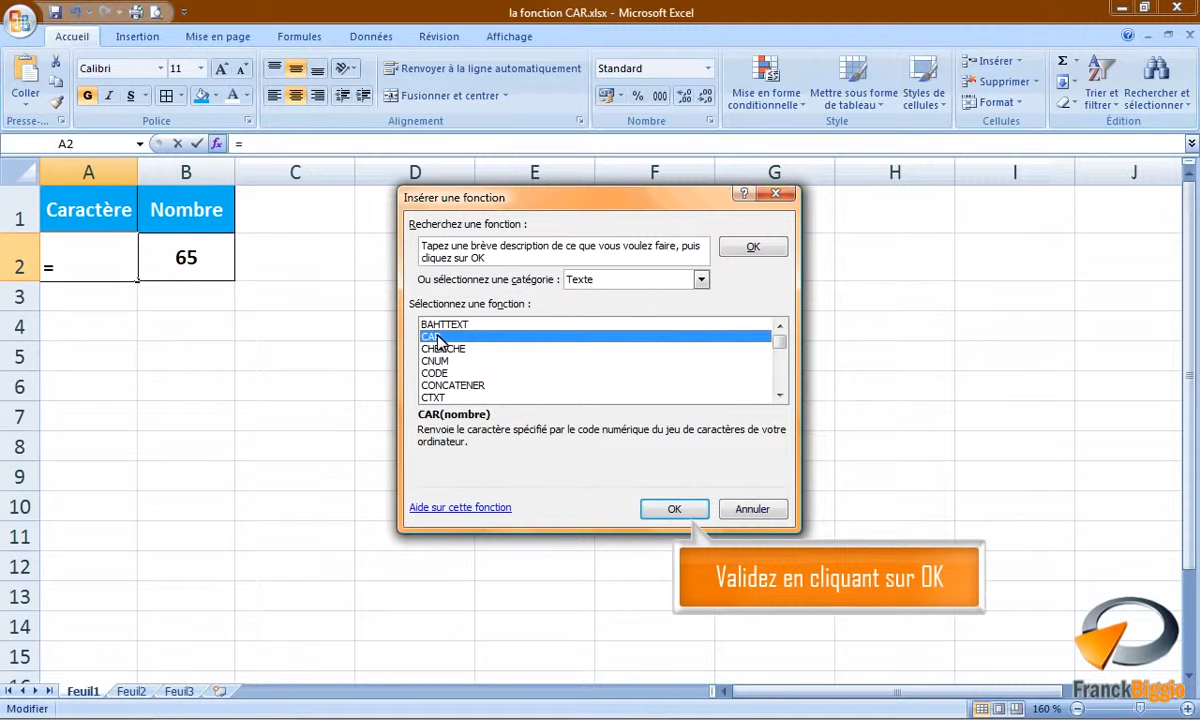 la fonction CAR.xlsx - Microsoft Excel
Accueil Insertion Mise en page Formules Données Révision Affichage
Coller
Presse-...
Calibri 11
G I S
Police
Renvoyer à la ligne automatiquement
Fusionner et centrer
Alignement
Standard
% 000
Nombre
Mise en forme conditionnelle
Mettre sous forme de tableau
Styles de cellules
Style
Insérer
Supprimer
Format
Cellules
Trier et filtrer
Rechercher et sélectionner
Édition
A2 fx =
A B C D E F G H I J
1 Caractère Nombre
2 = 65
3
4
5
6
7
8
9
10
11
12
13
14
15
Insérer une fonction
Recherchez une fonction :
Tapez une brève description de ce que vous voulez faire, puis
cliquez sur OK
OK
Ou sélectionnez une catégorie : Texte
Sélectionnez une fonction :
BAHTTEXT
CAR
CHERCHE
CNUM
CODE
CONCATENER
CTXT
CAR(nombre)
Renvoie le caractère spécifié par le code numérique du jeu de caractères de votre
ordinateur.
Aide sur cette fonction
OK Annuler
Validez en cliquant sur OK
FranckBiggio
Feuil1 Feuil2 Feuil3
Modifier 160 %